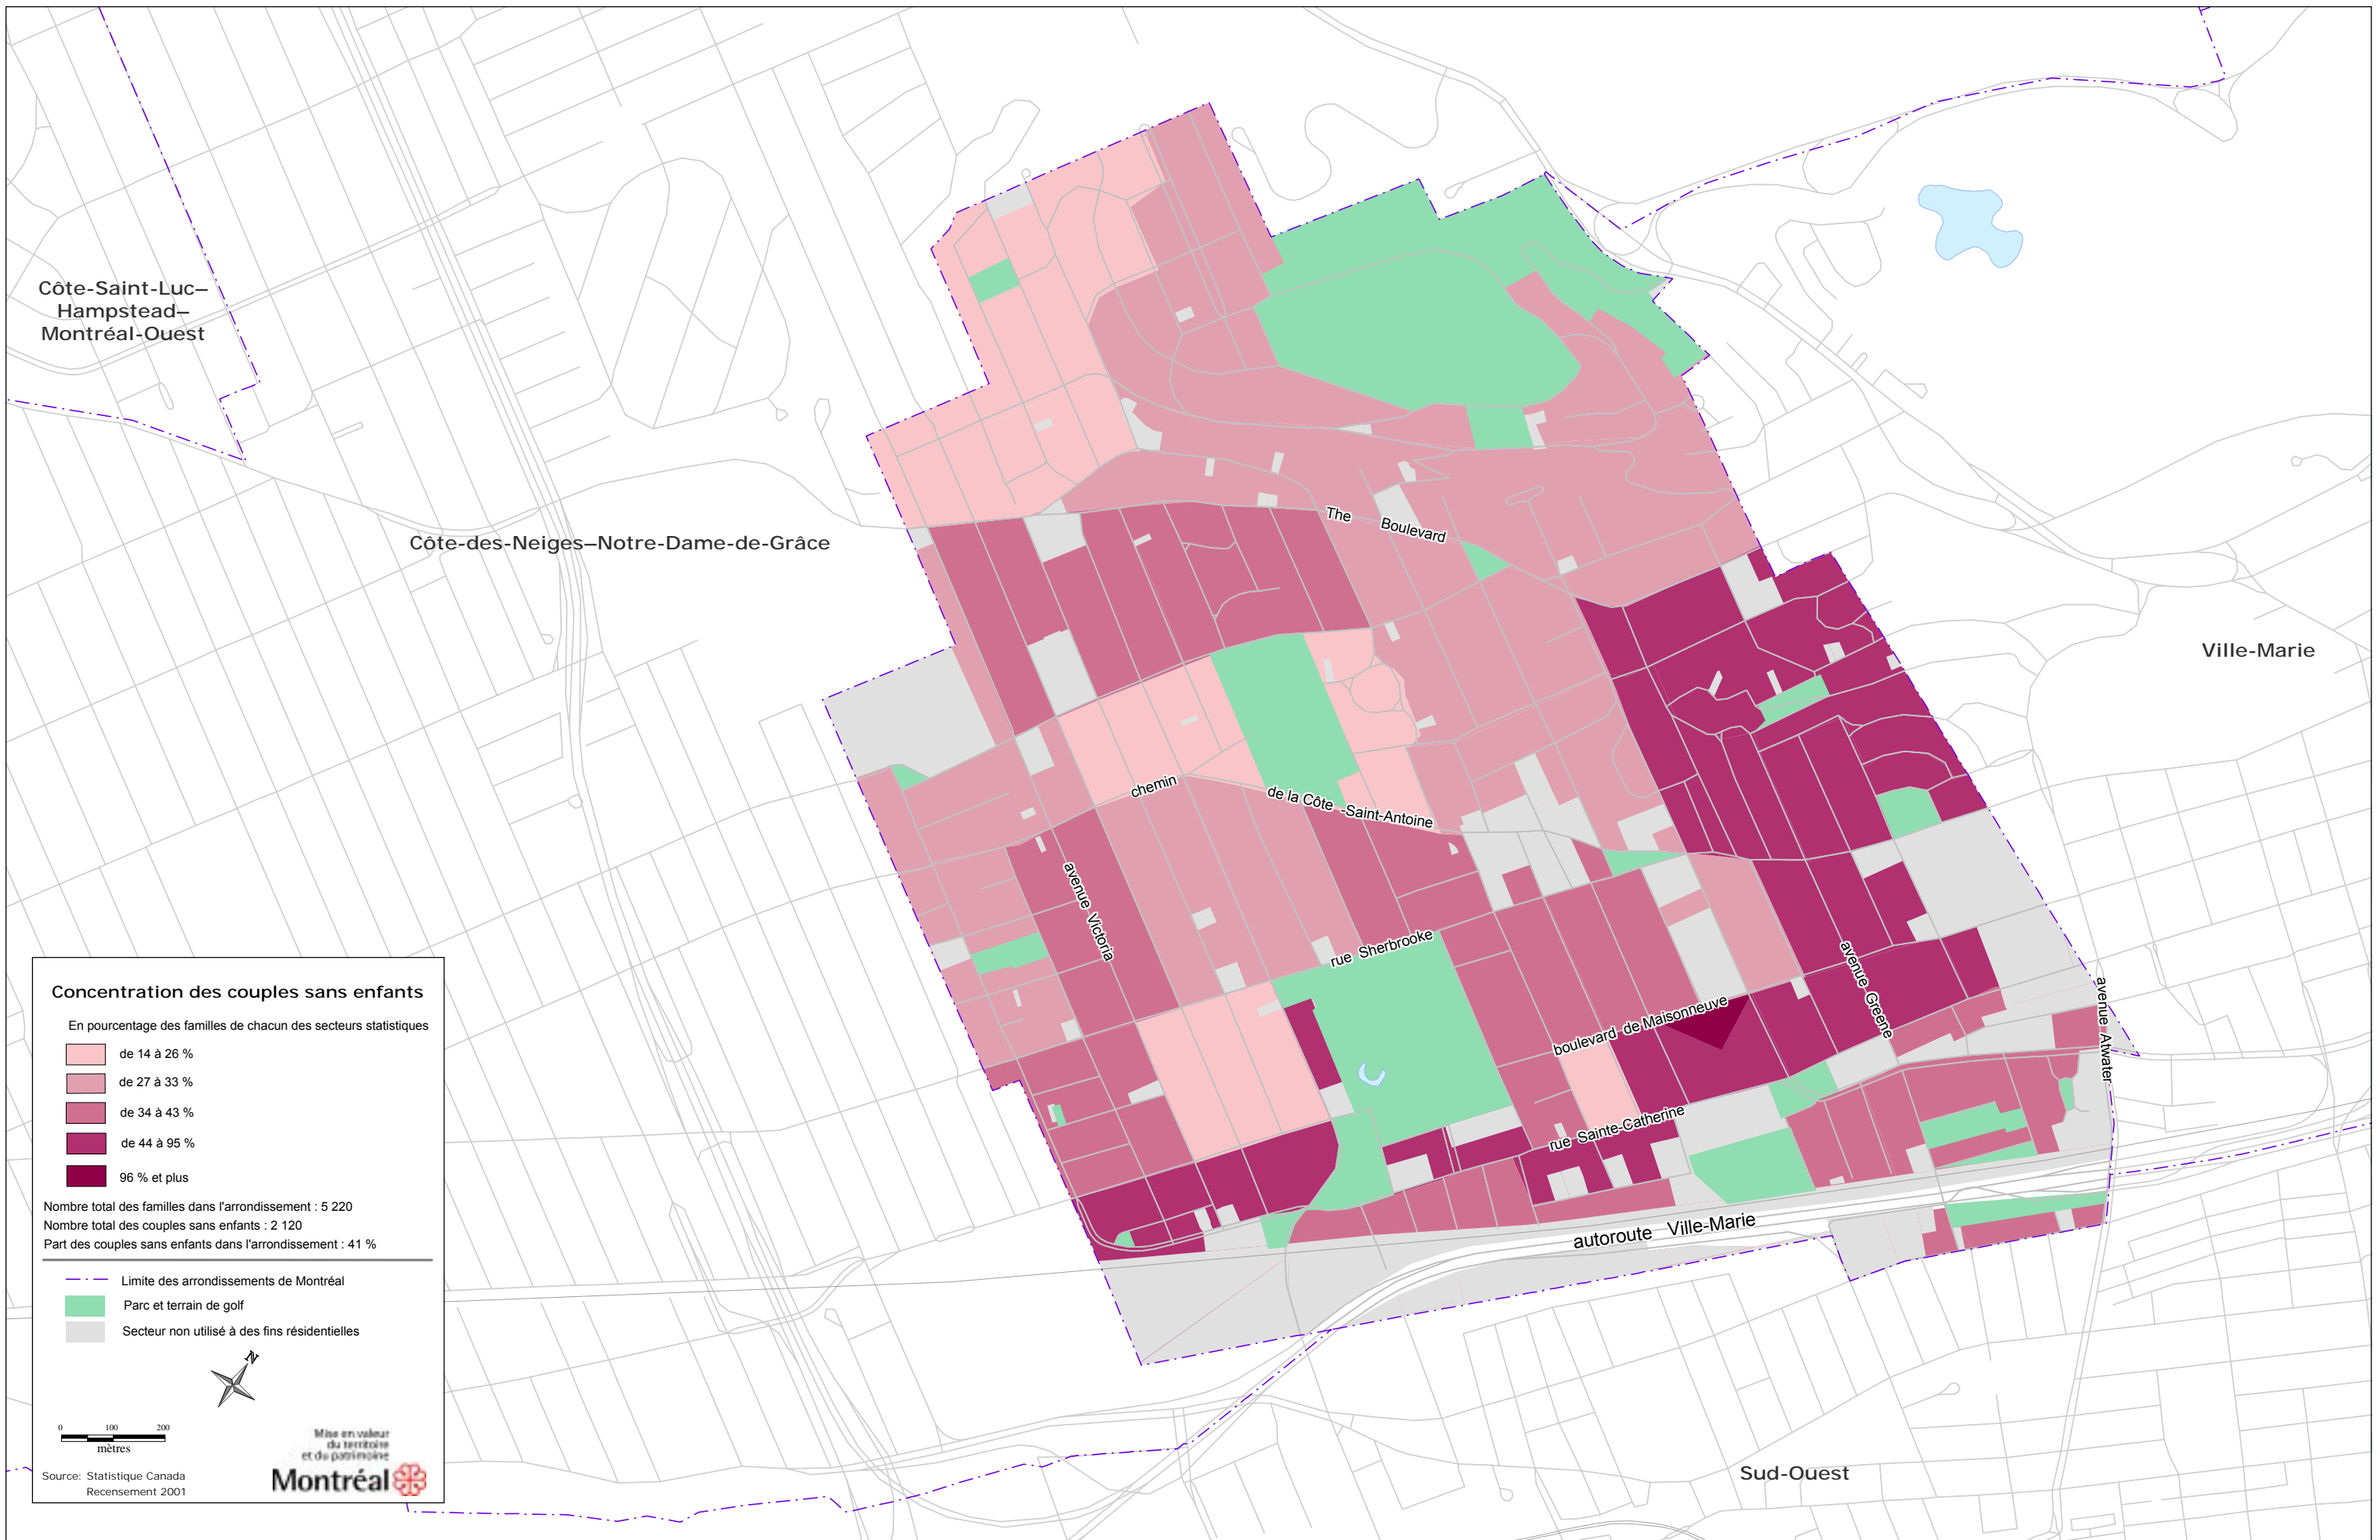 Côte-Saint-Luc–
Hampstead–
Montréal-Ouest
Côte-des-Neiges–Notre-Dame-de-Grâce
Ville-Marie
Sud-Ouest
The Boulevard
chemin de la Côte -Saint-Antoine
avenue Victoria
rue Sherbrooke
boulevard de Maisonneuve
avenue Greene
avenue Atwater
rue Sainte-Catherine
autoroute Ville-Marie
Concentration des couples sans enfants
En pourcentage des familles de chacun des secteurs statistiques
de 14 à 26 %
de 27 à 33 %
de 34 à 43 %
de 44 à 95 %
96 % et plus
Nombre total des familles dans l'arrondissement : 5 220
Nombre total des couples sans enfants : 2 120
Part des couples sans enfants dans l'arrondissement : 41 %
Limite des arrondissements de Montréal
Parc et terrain de golf
Secteur non utilisé à des fins résidentielles
N
0 100 200
mètres
Source: Statistique Canada
Recensement 2001
Mise en valeur
du territoire
et du patrimoine
Montréal